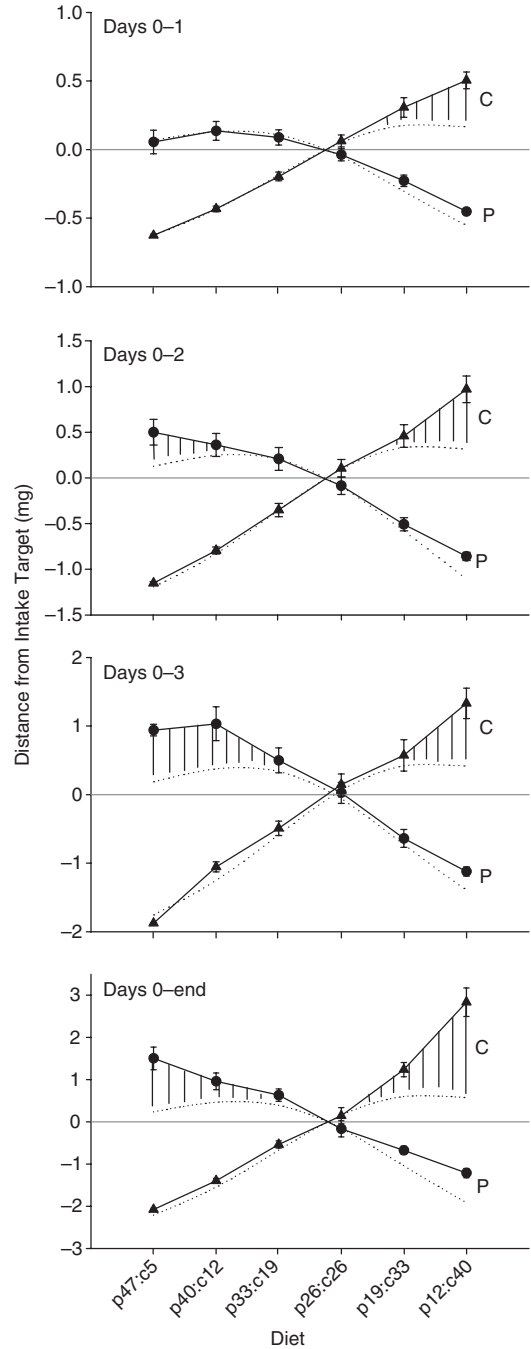 Distance from Intake Target (mg)
Days 0–1
1.0
0.5
0.0
–0.5
–1.0
C
P
Days 0–2
1.5
1.0
0.5
0.0
–0.5
–1.0
–1.5
C
P
Days 0–3
2
1
0
–1
–2
C
P
Days 0–end
3
2
1
0
–1
–2
–3
C
P
p47:c5
p40:c12
p33:c19
p26:c26
p19:c33
p12:c40
Diet